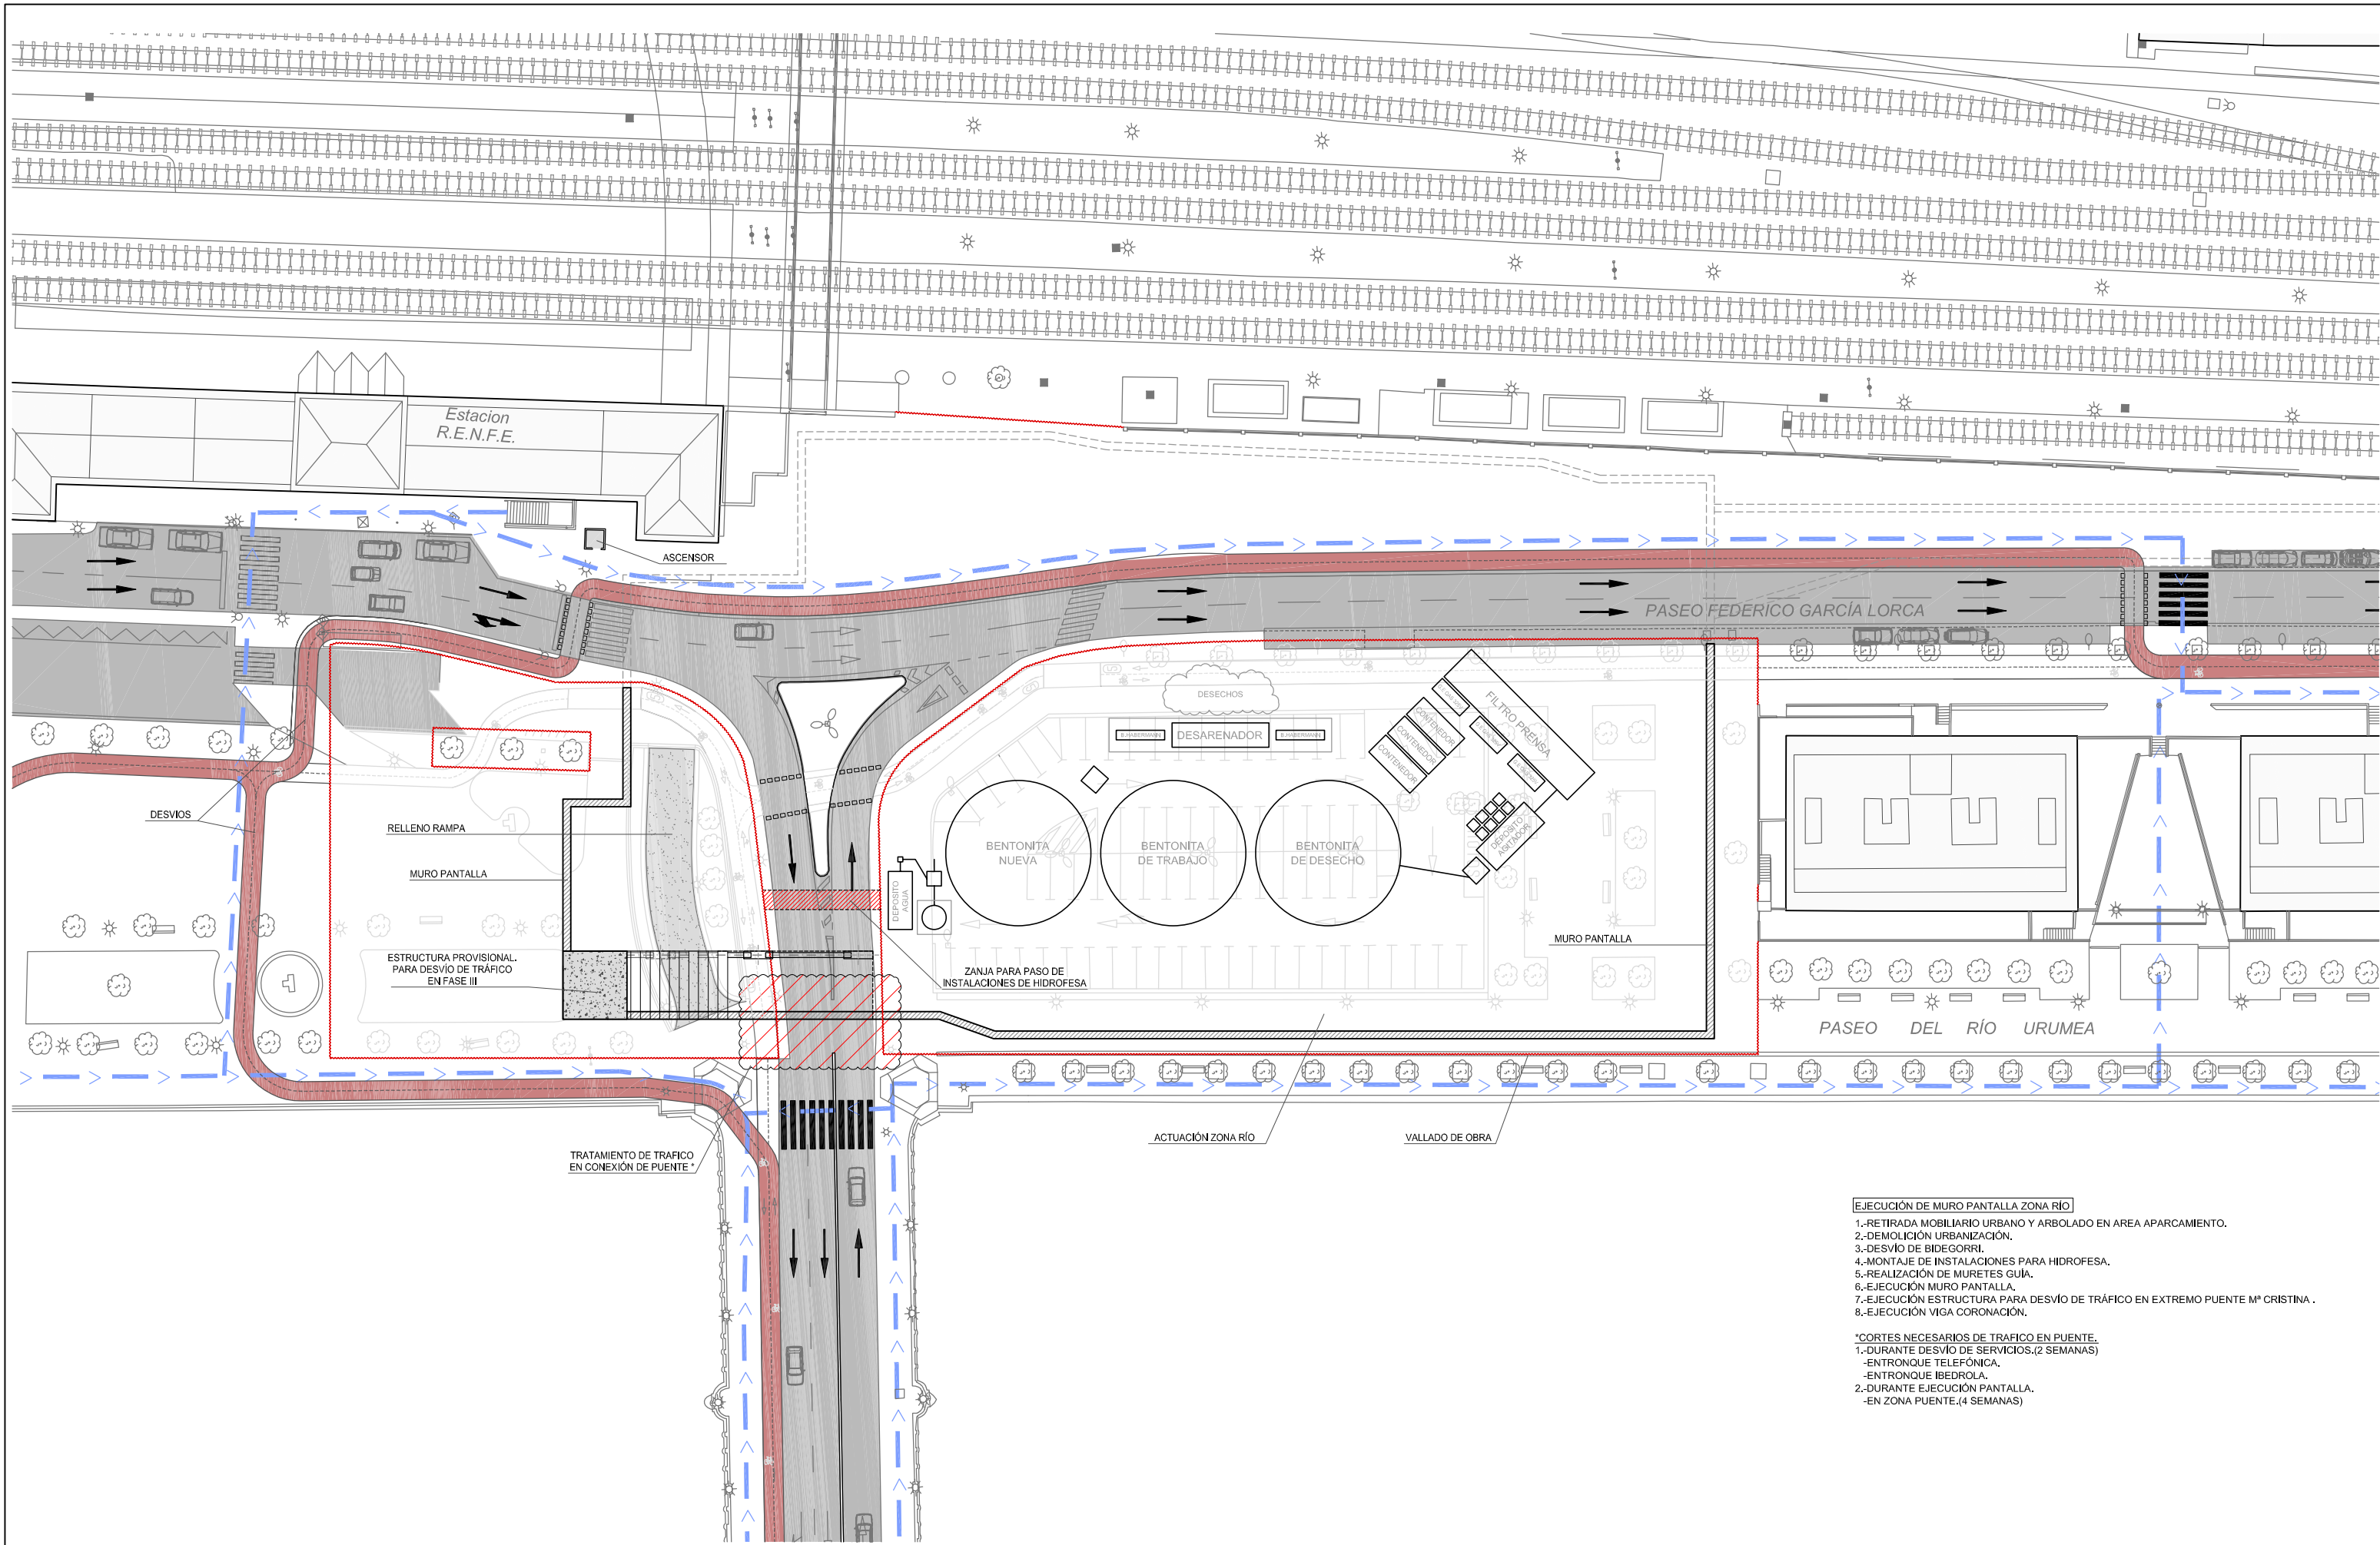 Estacion
R.E.N.F.E.
ASCENSOR
PASEO FEDERICO GARCÍA LORCA
DESECHOS
B.HABERMANN
DESARENADOR
B.HABERMANN
FILTRO PRENSA
CONTENEDOR
CONTENEDOR
CONTENEDOR
DEPOSITO
AGITADOR
DESVIOS
RELLENO RAMPA
MURO PANTALLA
BENTONITA
NUEVA
BENTONITA
DE TRABAJO
BENTONITA
DE DESECHO
DEPOSITO
AGUA
MURO PANTALLA
ESTRUCTURA PROVISIONAL.
PARA DESVÍO DE TRÁFICO
EN FASE III
ZANJA PARA PASO DE
INSTALACIONES DE HIDROFESA
PASEO DEL RÍO URUMEA
TRATAMIENTO DE TRAFICO
EN CONEXIÓN DE PUENTE *
ACTUACIÓN ZONA RÍO
VALLADO DE OBRA
EJECUCIÓN DE MURO PANTALLA ZONA RÍO
1.-RETIRADA MOBILIARIO URBANO Y ARBOLADO EN AREA APARCAMIENTO.
2.-DEMOLICIÓN URBANIZACIÓN.
3.-DESVÍO DE BIDEGORRI.
4.-MONTAJE DE INSTALACIONES PARA HIDROFESA.
5.-REALIZACIÓN DE MURETES GUÍA.
6.-EJECUCIÓN MURO PANTALLA.
7.-EJECUCIÓN ESTRUCTURA PARA DESVÍO DE TRÁFICO EN EXTREMO PUENTE Mª CRISTINA .
8.-EJECUCIÓN VIGA CORONACIÓN.
*CORTES NECESARIOS DE TRAFICO EN PUENTE.
1.-DURANTE DESVÍO DE SERVICIOS.(2 SEMANAS)
-ENTRONQUE TELEFÓNICA.
-ENTRONQUE IBEDROLA.
2.-DURANTE EJECUCIÓN PANTALLA.
-EN ZONA PUENTE.(4 SEMANAS)